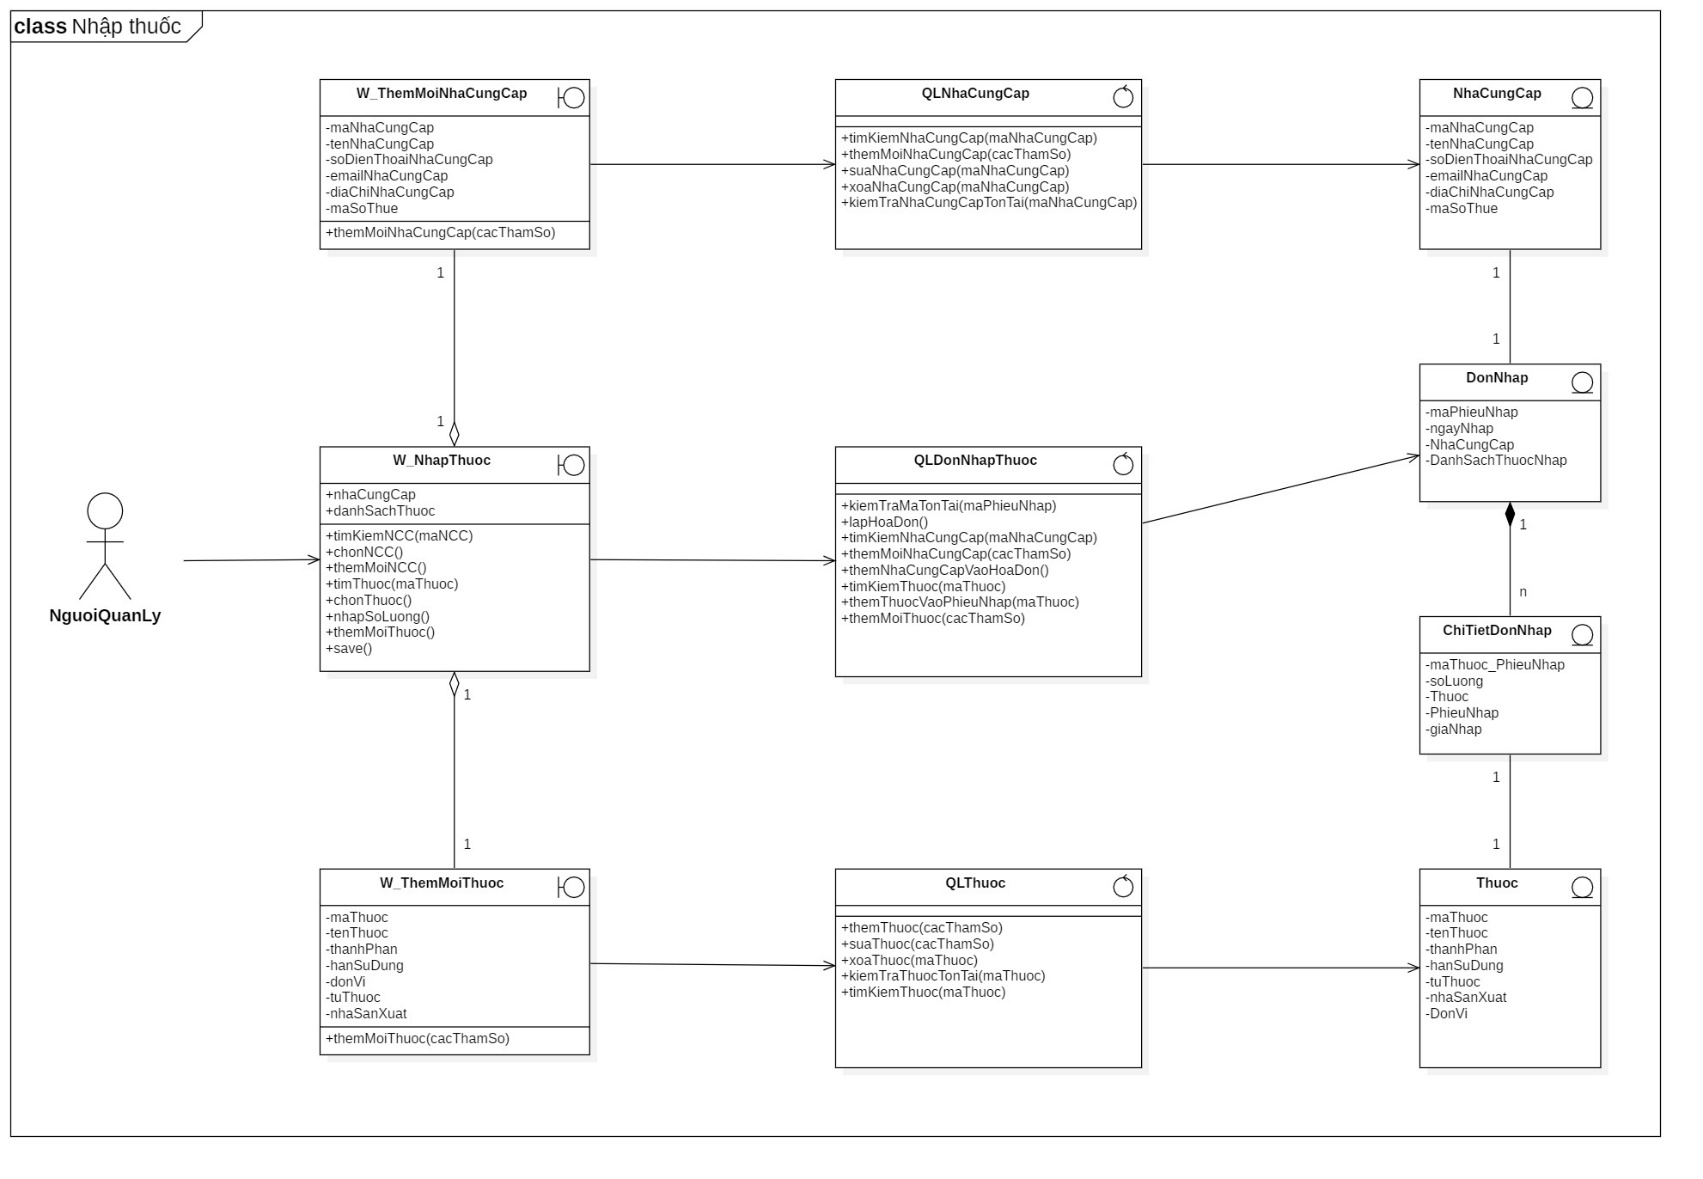 class Nhập thuốc
W_ThemMoiNhaCungCap
-maNhaCungCap
-tenNhaCungCap
-soDienThoaiNhaCungCap
-emailNhaCungCap
-diaChiNhaCungCap
-maSoThue
+themMoiNhaCungCap(cacThamSo)
QLNhaCungCap
+timKiemNhaCungCap(maNhaCungCap)
+themMoiNhaCungCap(cacThamSo)
+suaNhaCungCap(maNhaCungCap)
+xoaNhaCungCap(maNhaCungCap)
+kiemTraNhaCungCapTonTai(maNhaCungCap)
NhaCungCap
-maNhaCungCap
-tenNhaCungCap
-soDienThoaiNhaCungCap
-emailNhaCungCap
-diaChiNhaCungCap
-maSoThue
1
1
1
1
NguoiQuanLy
W_NhapThuoc
+nhaCungCap
+danhSachThuoc
+timKiemNCC(maNCC)
+chonNCC()
+themMoiNCC()
+timThuoc(maThuoc)
+chonThuoc()
+nhapSoLuong()
+themMoiThuoc()
+save()
QLDonNhapThuoc
+kiemTraMaTonTai(maPhieuNhap)
+lapHoaDon()
+timKiemNhaCungCap(maNhaCungCap)
+themMoiNhaCungCap(cacThamSo)
+themNhaCungCapVaoHoaDon()
+timKiemThuoc(maThuoc)
+themThuocVaoPhieuNhap(maThuoc)
+themMoiThuoc(cacThamSo)
DonNhap
-maPhieuNhap
-ngayNhap
-NhaCungCap
-DanhSachThuocNhap
1
n
ChiTietDonNhap
-maThuoc_PhieuNhap
-soLuong
-Thuoc
-PhieuNhap
-giaNhap
1
1
1
1
W_ThemMoiThuoc
-maThuoc
-tenThuoc
-thanhPhan
-hanSuDung
-donVi
-tuThuoc
-nhaSanXuat
+themMoiThuoc(cacThamSo)
QLThuoc
+themThuoc(cacThamSo)
+suaThuoc(cacThamSo)
+xoaThuoc(maThuoc)
+kiemTraThuocTonTai(maThuoc)
+timKiemThuoc(maThuoc)
Thuoc
-maThuoc
-tenThuoc
-thanhPhan
-hanSuDung
-tuThuoc
-nhaSanXuat
-DonVi